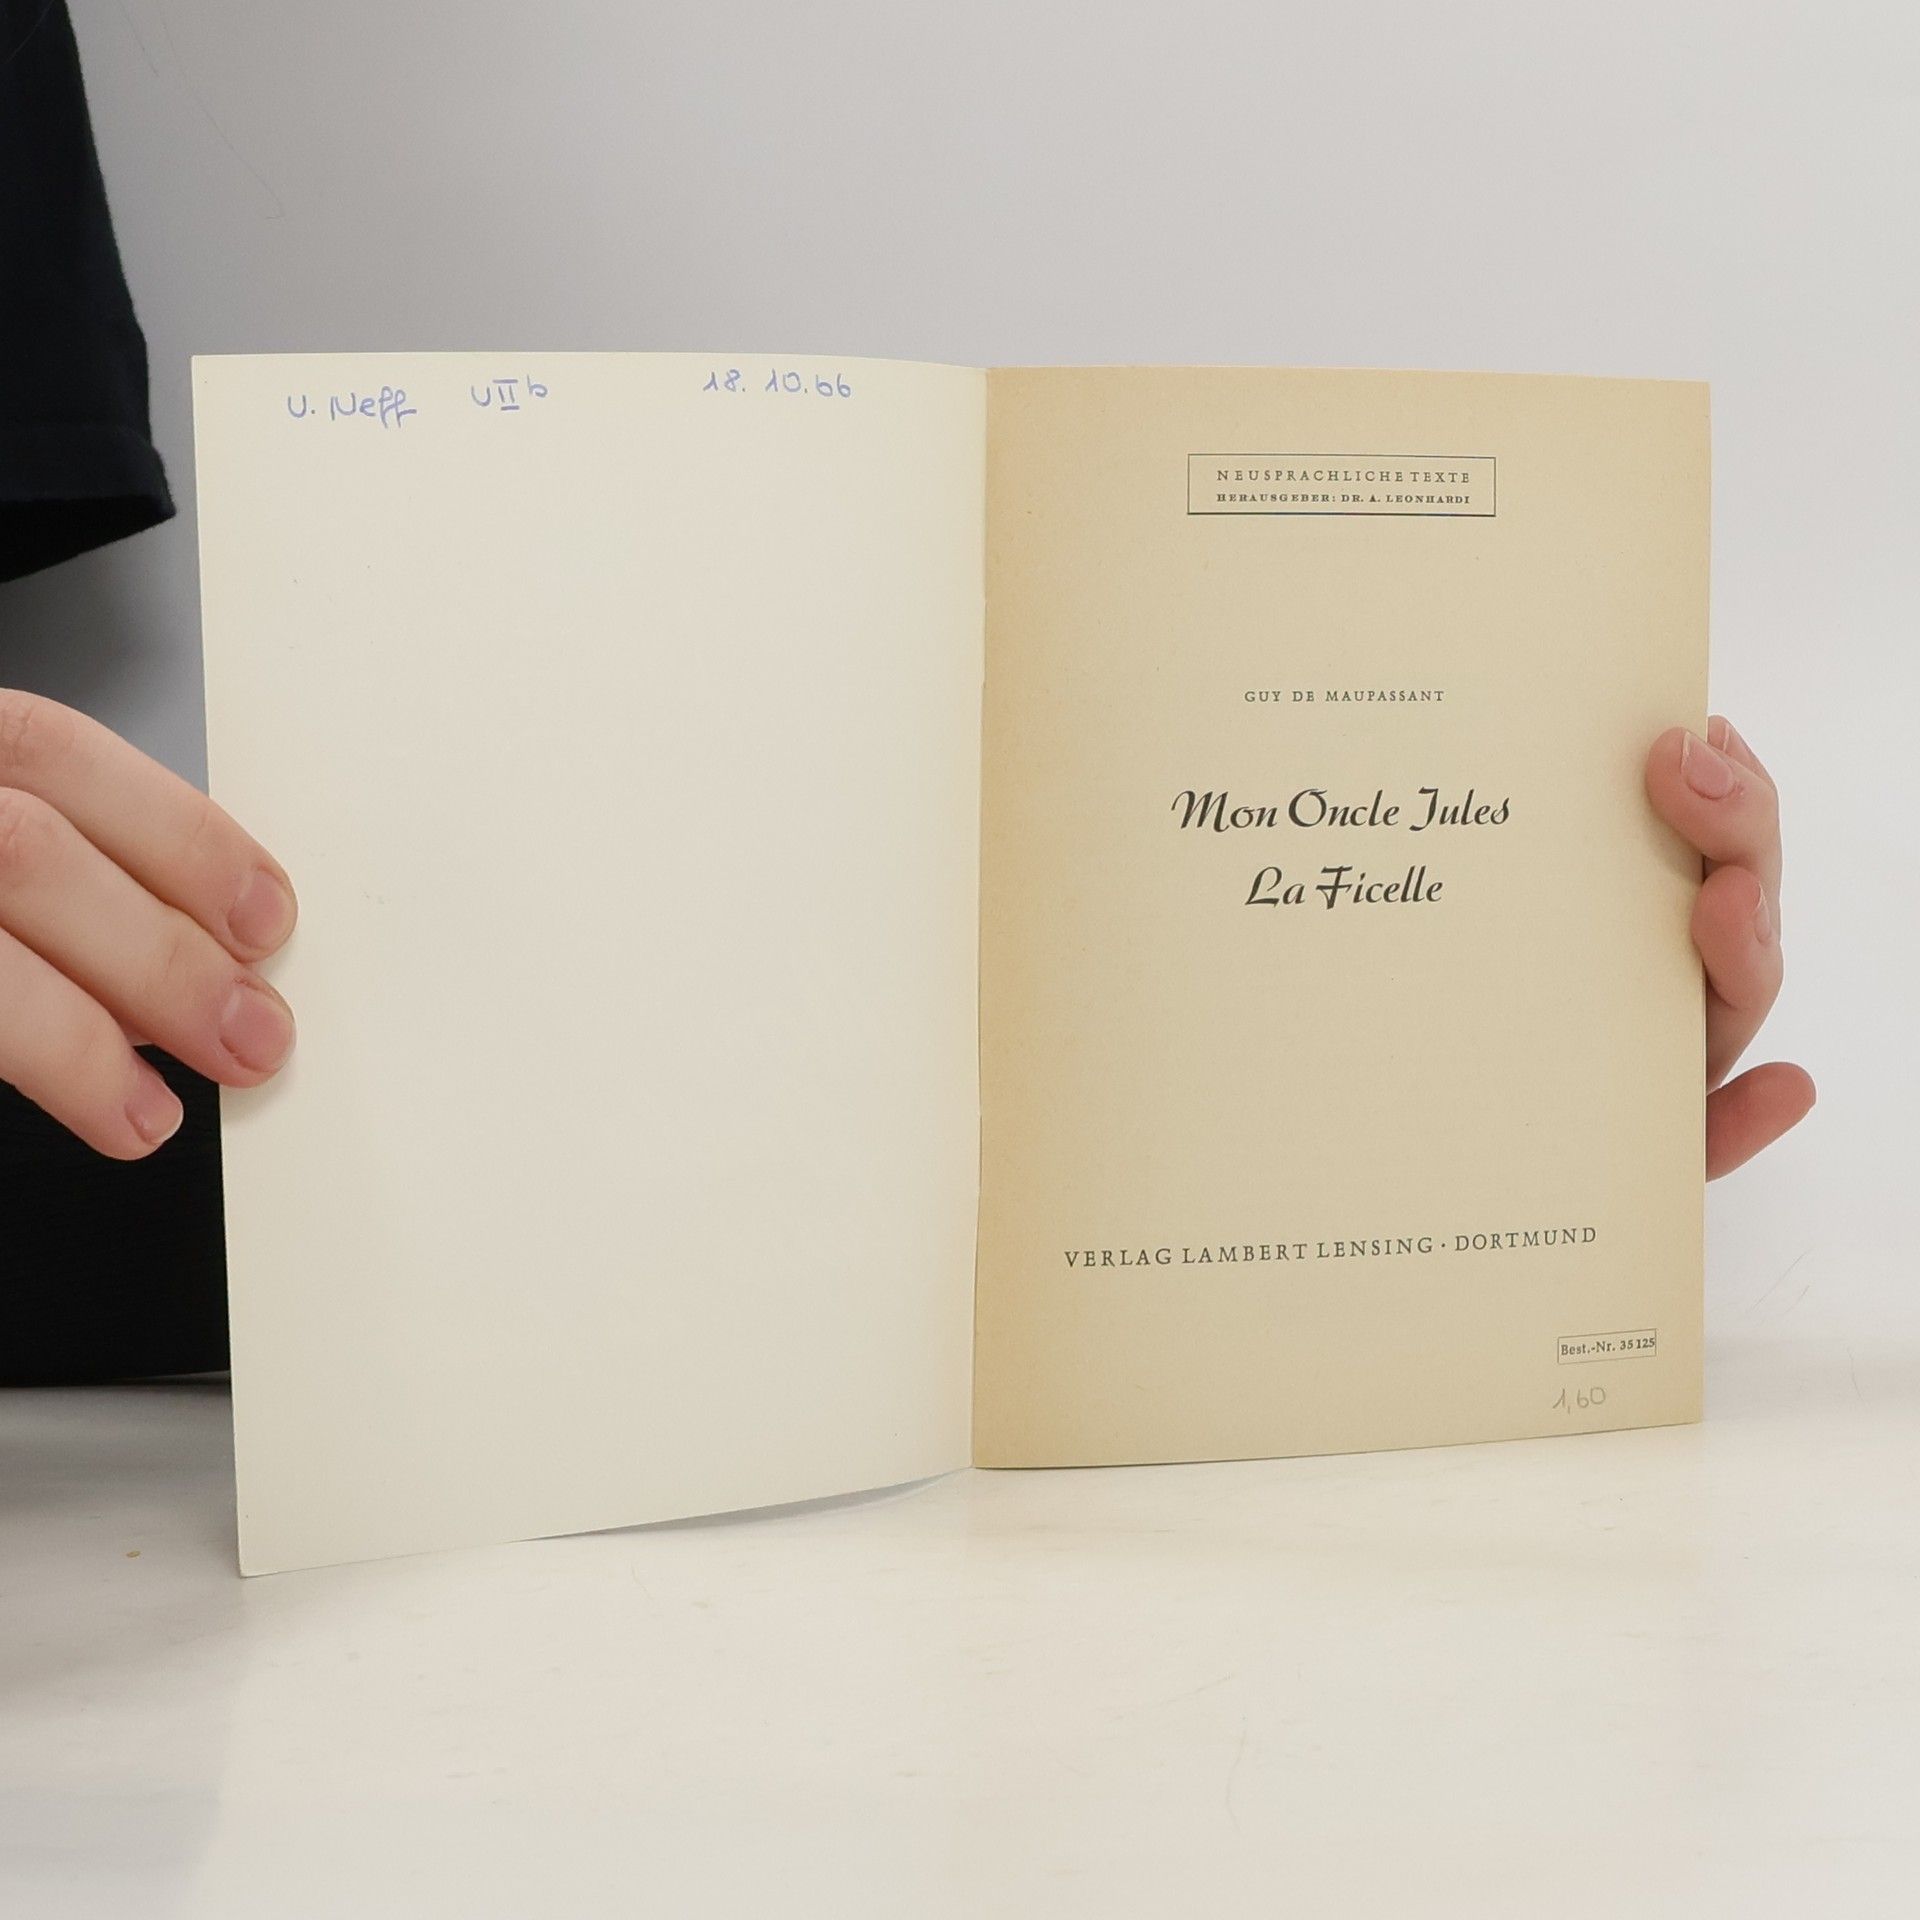 U. Neff UIIb 18. 10. 66
NEUSPRACHLICHE TEXTE
HERAUSGEBER: DR. A. LEONHARDI
GUY DE MAUPASSANT
Mon Oncle Jules
La Ficelle
VERLAG LAMBERT LENSING · DORTMUND
Best.-Nr. 35125
1,60